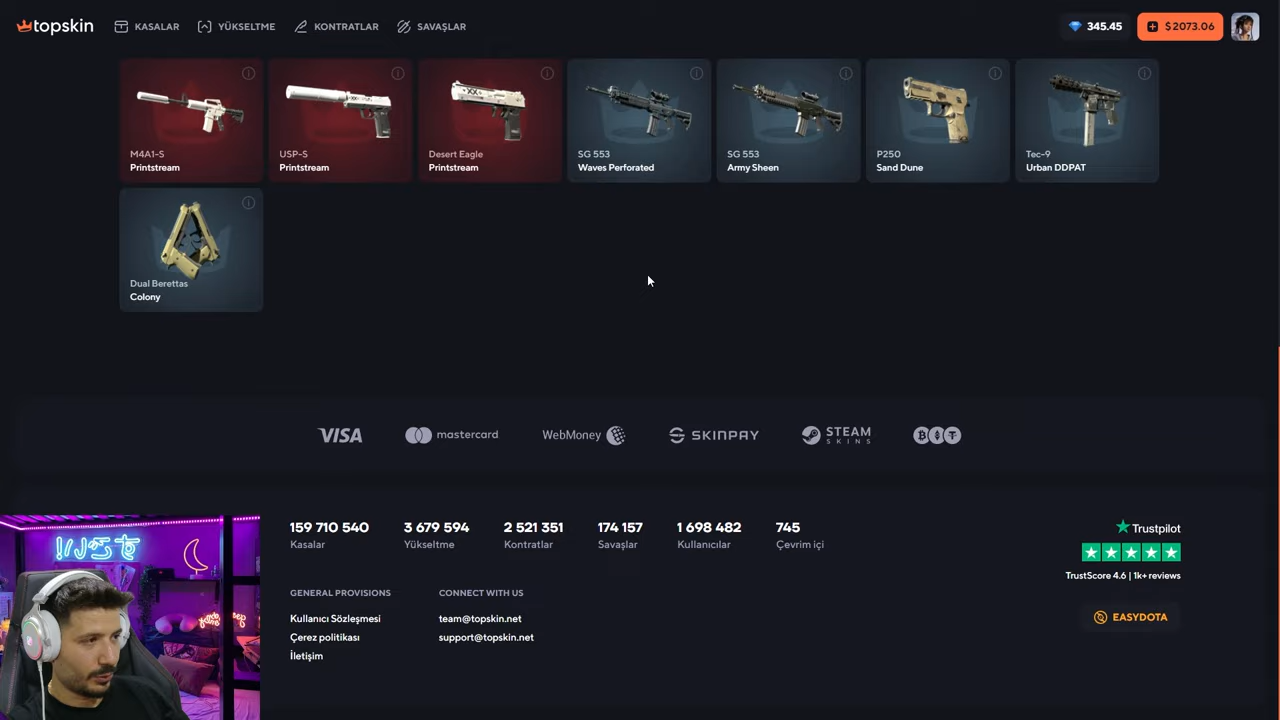 topskin
KASALAR
YÜKSELTME
KONTRATLAR
SAVAŞLAR
345.45
$ 2073.06
M4A1-S
Printstream
USP-S
Printstream
Desert Eagle
Printstream
SG 553
Waves Perforated
SG 553
Army Sheen
P250
Sand Dune
Tec-9
Urban DDPAT
Dual Berettas
Colony
VISA
mastercard
WebMoney
SKINPAY
STEAM
SKINS
159 710 540
Kasalar
3 679 594
Yükseltme
2 521 351
Kontratlar
174 157
Savaşlar
1 698 482
Kullanıcılar
745
Çevrim içi
Trustpilot
TrustScore 4.6 | 1k+ reviews
GENERAL PROVISIONS
Kullanıcı Sözleşmesi
Çerez politikası
İletişim
CONNECT WITH US
team@topskin.net
support@topskin.net
EASYDOTA